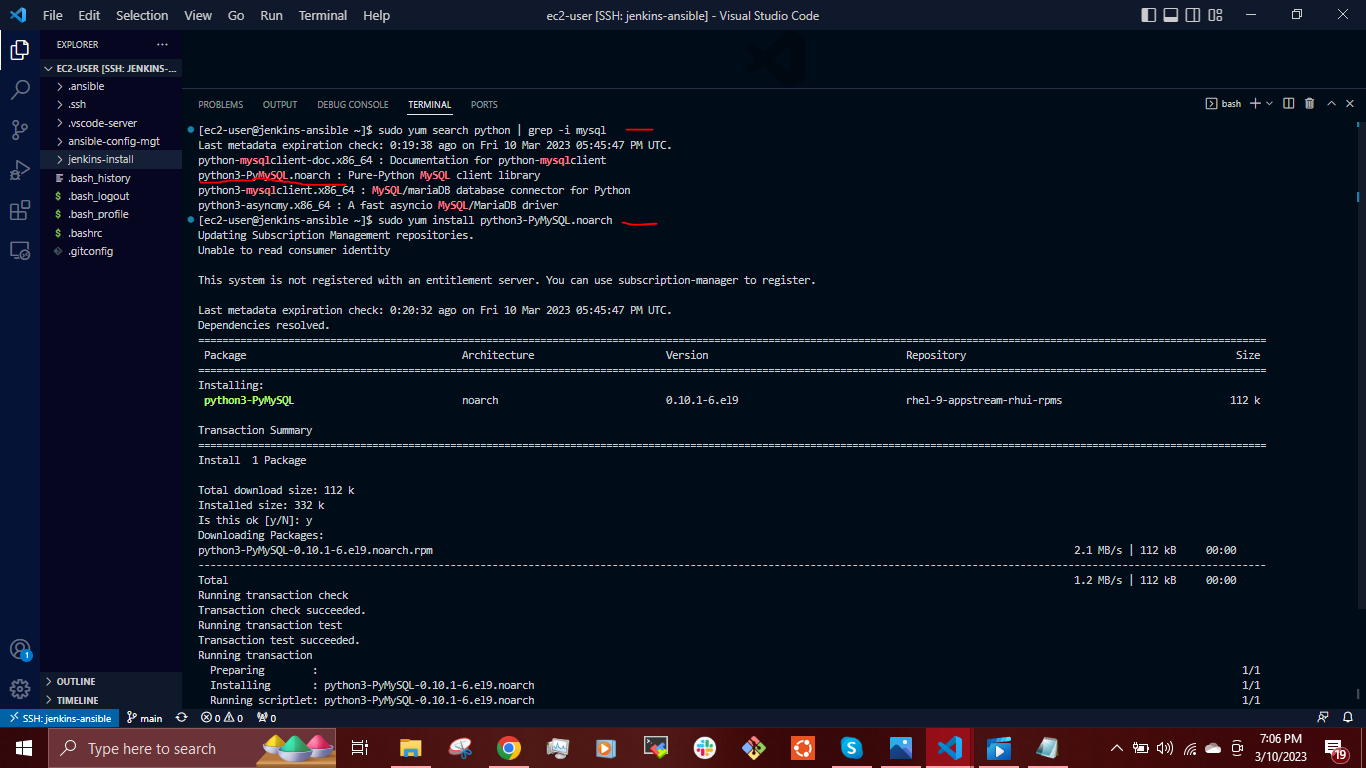 File Edit Selection View Go Run Terminal Help
ec2-user [SSH: jenkins-ansible] - Visual Studio Code
EXPLORER ...
EC2-USER [SSH: JENKINS-...
.ansible
.ssh
.vscode-server
ansible-config-mgt
jenkins-install
.bash_history
$ .bash_logout
$ .bash_profile
$ .bashrc
.gitconfig
OUTLINE
TIMELINE
PROBLEMS OUTPUT DEBUG CONSOLE TERMINAL PORTS
bash
[ec2-user@jenkins-ansible ~]$ sudo yum search python | grep -i mysql
Last metadata expiration check: 0:19:38 ago on Fri 10 Mar 2023 05:45:47 PM UTC.
python-mysqlclient-doc.x86_64 : Documentation for python-mysqlclient
python3-PyMySQL.noarch : Pure-Python MySQL client library
python3-mysqlclient.x86_64 : MySQL/mariaDB database connector for Python
python3-asyncmy.x86_64 : A fast asyncio MySQL/MariaDB driver
[ec2-user@jenkins-ansible ~]$ sudo yum install python3-PyMySQL.noarch
Updating Subscription Management repositories.
Unable to read consumer identity
This system is not registered with an entitlement server. You can use subscription-manager to register.
Last metadata expiration check: 0:20:32 ago on Fri 10 Mar 2023 05:45:47 PM UTC.
Dependencies resolved.
================================================================================
Package Architecture Version Repository Size
================================================================================
Installing:
python3-PyMySQL noarch 0.10.1-6.el9 rhel-9-appstream-rhui-rpms 112 k
Transaction Summary
================================================================================
Install 1 Package
Total download size: 112 k
Installed size: 332 k
Is this ok [y/N]: y
Downloading Packages:
python3-PyMySQL-0.10.1-6.el9.noarch.rpm 2.1 MB/s | 112 kB 00:00
--------------------------------------------------------------------------------
Total 1.2 MB/s | 112 kB 00:00
Running transaction check
Transaction check succeeded.
Running transaction test
Transaction test succeeded.
Running transaction
Preparing : 1/1
Installing : python3-PyMySQL-0.10.1-6.el9.noarch 1/1
Running scriptlet: python3-PyMySQL-0.10.1-6.el9.noarch 1/1
1
SSH: jenkins-ansible main 0 0 0
Type here to search
7:06 PM
3/10/2023
19